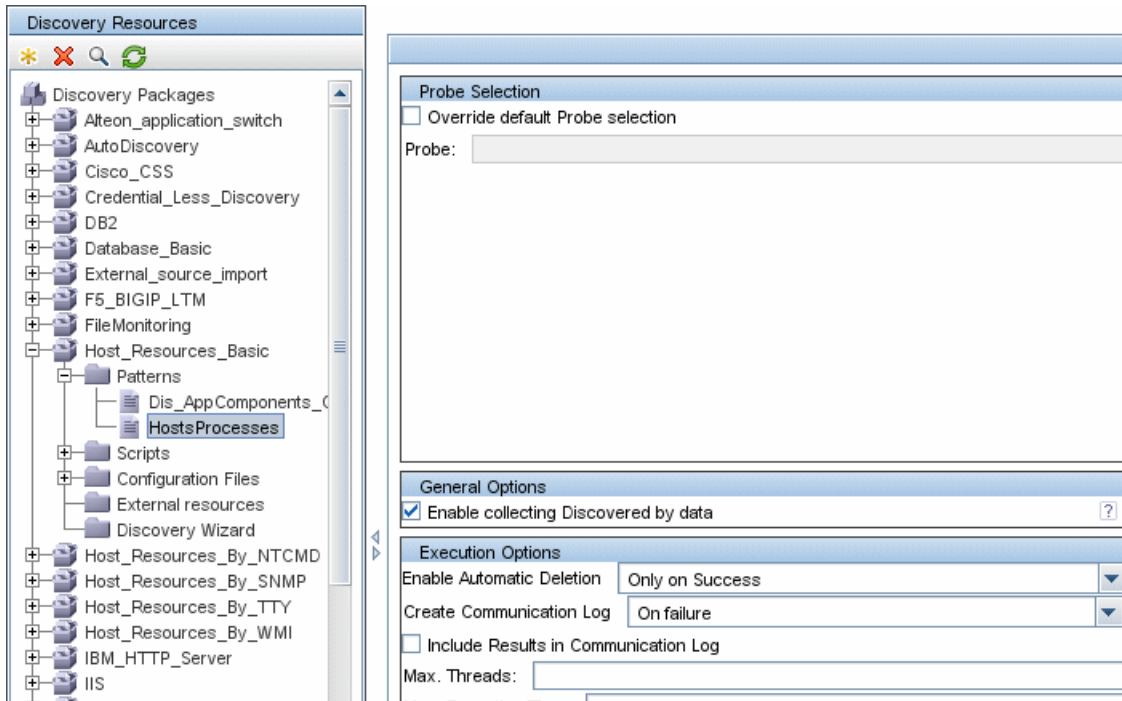 Discovery Resources
Discovery Packages
Alteon_application_switch
AutoDiscovery
Cisco_CSS
Credential_Less_Discovery
DB2
Database_Basic
External_source_import
F5_BIGIP_LTM
FileMonitoring
Host_Resources_Basic
Patterns
Dis_AppComponents_
HostsProcesses
Scripts
Configuration Files
External resources
Discovery Wizard
Host_Resources_By_NTCMD
Host_Resources_By_SNMP
Host_Resources_By_TTY
Host_Resources_By_WMI
IBM_HTTP_Server
IIS
Probe Selection
Override default Probe selection
Probe:
General Options
Enable collecting Discovered by data
?
Execution Options
Enable Automatic Deletion Only on Success
Create Communication Log On failure
Include Results in Communication Log
Max. Threads: